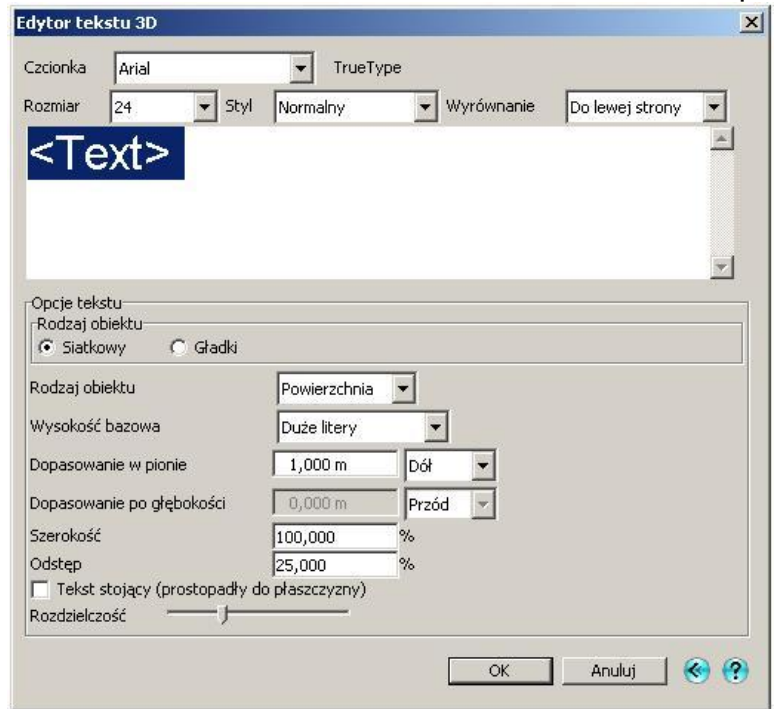 Edytor tekstu 3D
Czcionka Arial TrueType
Rozmiar 24 Styl Normalny Wyrównanie Do lewej strony
<Text>
Opcje tekstu
Rodzaj obiektu
Siatkowy Gładki
Rodzaj obiektu Powierzchnia
Wysokość bazowa Duże litery
Dopasowanie w pionie 1,000 m Dół
Dopasowanie po głębokości 0,000 m Przód
Szerokość 100,000 %
Odstęp 25,000 %
Tekst stojący (prostopadły do płaszczyzny)
Rozdzielczość
OK Anuluj ?